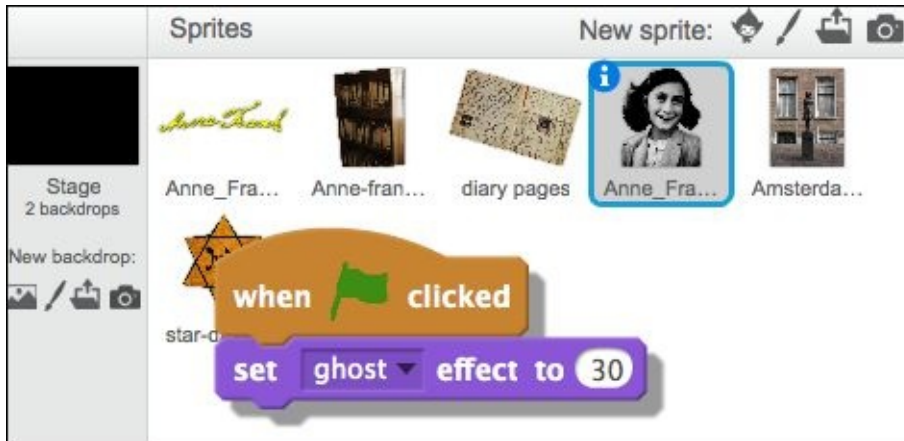 Sprites
New sprite:
Stage
2 backdrops
New backdrop:
Anne_Fra...
Anne-fran...
diary pages
Anne_Fra...
Amsterda...
when clicked
set ghost effect to 30